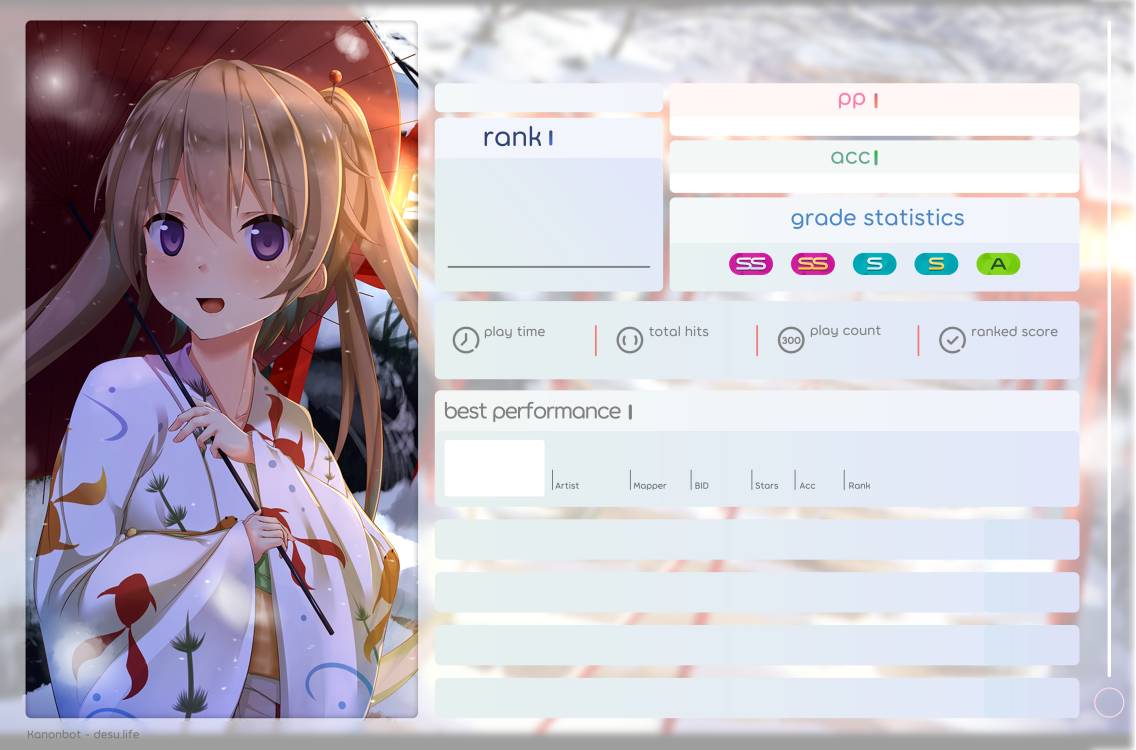 rank
pp
acc
grade statistics
SS SS S S A
play time
total hits
300
play count
ranked score
best performance
Artist Mapper BID Stars Acc Rank
Kanonbot - desu.life